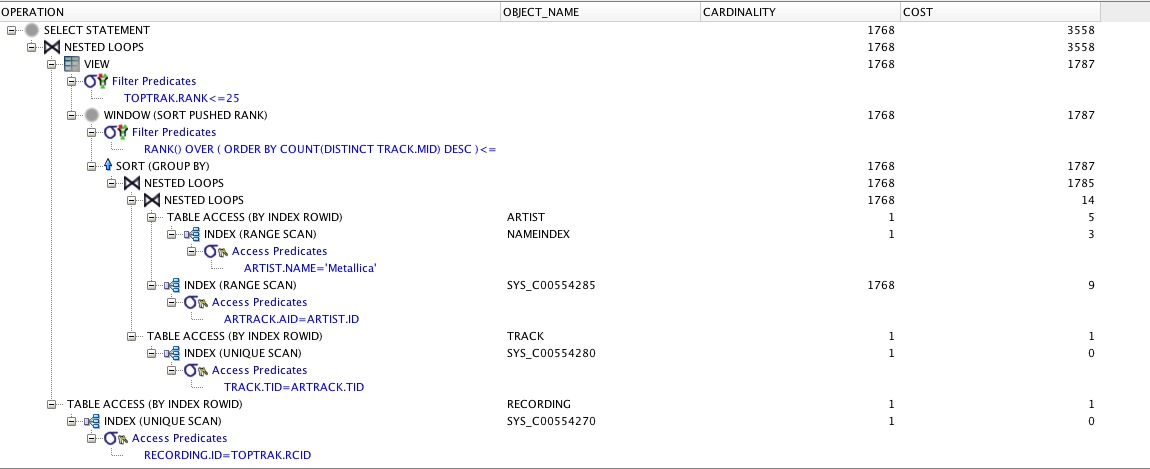 OPERATION OBJECT_NAME CARDINALITY COST
SELECT STATEMENT 1768 3558
NESTED LOOPS 1768 3558
VIEW 1768 1787
Filter Predicates
TOPTRAK.RANK<=25
WINDOW (SORT PUSHED RANK) 1768 1787
Filter Predicates
RANK() OVER ( ORDER BY COUNT(DISTINCT TRACK.MID) DESC )<=
SORT (GROUP BY) 1768 1787
NESTED LOOPS 1768 1785
NESTED LOOPS 1768 14
TABLE ACCESS (BY INDEX ROWID) ARTIST 1 5
INDEX (RANGE SCAN) NAMEINDEX 1 3
Access Predicates
ARTIST.NAME='Metallica'
INDEX (RANGE SCAN) SYS_C00554285 1768 9
Access Predicates
ARTRACK.AID=ARTIST.ID
TABLE ACCESS (BY INDEX ROWID) TRACK 1 1
INDEX (UNIQUE SCAN) SYS_C00554280 1 0
Access Predicates
TRACK.TID=ARTRACK.TID
TABLE ACCESS (BY INDEX ROWID) RECORDING 1 1
INDEX (UNIQUE SCAN) SYS_C00554270 1 0
Access Predicates
RECORDING.ID=TOPTRAK.RCID